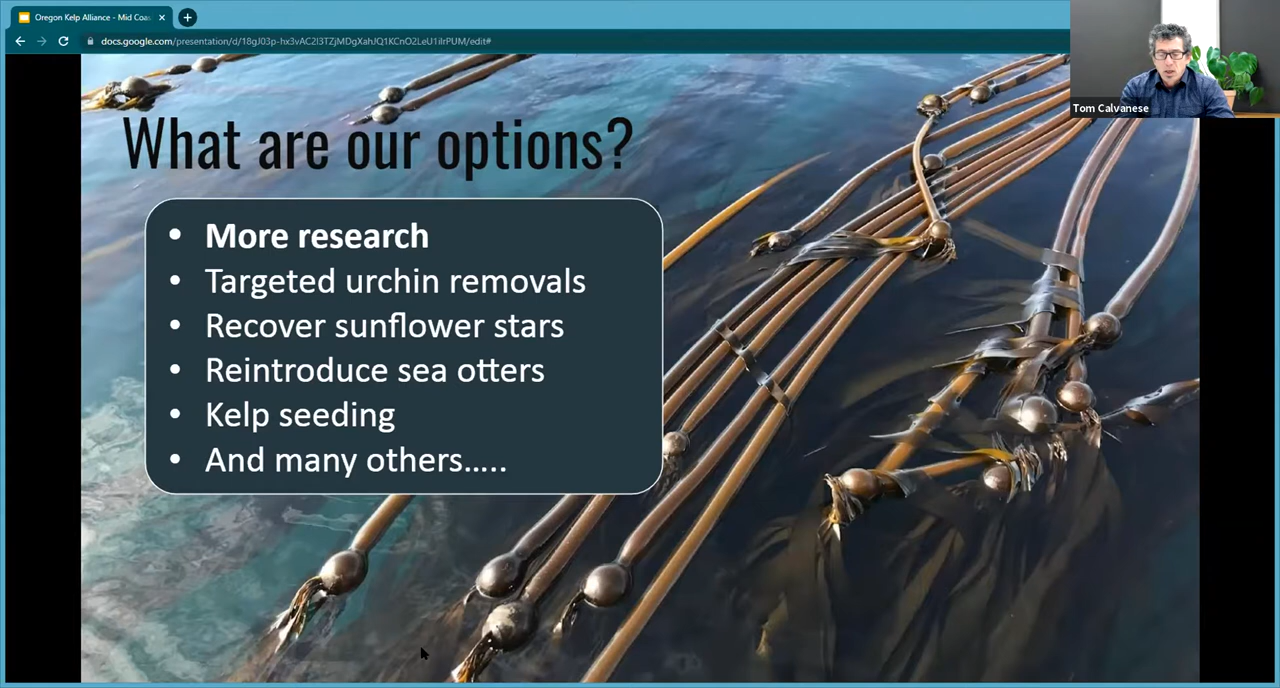 Oregon Kelp Alliance - Mid Coas
docs.google.com/presentation/d/18gJ03p-hx3vAC2I3TZjMDgXahJQ1KCnO2LeU1iIrPUM/edit#
Tom Calvanese
What are our options?
• More research
• Targeted urchin removals
• Recover sunflower stars
• Reintroduce sea otters
• Kelp seeding
• And many others.....